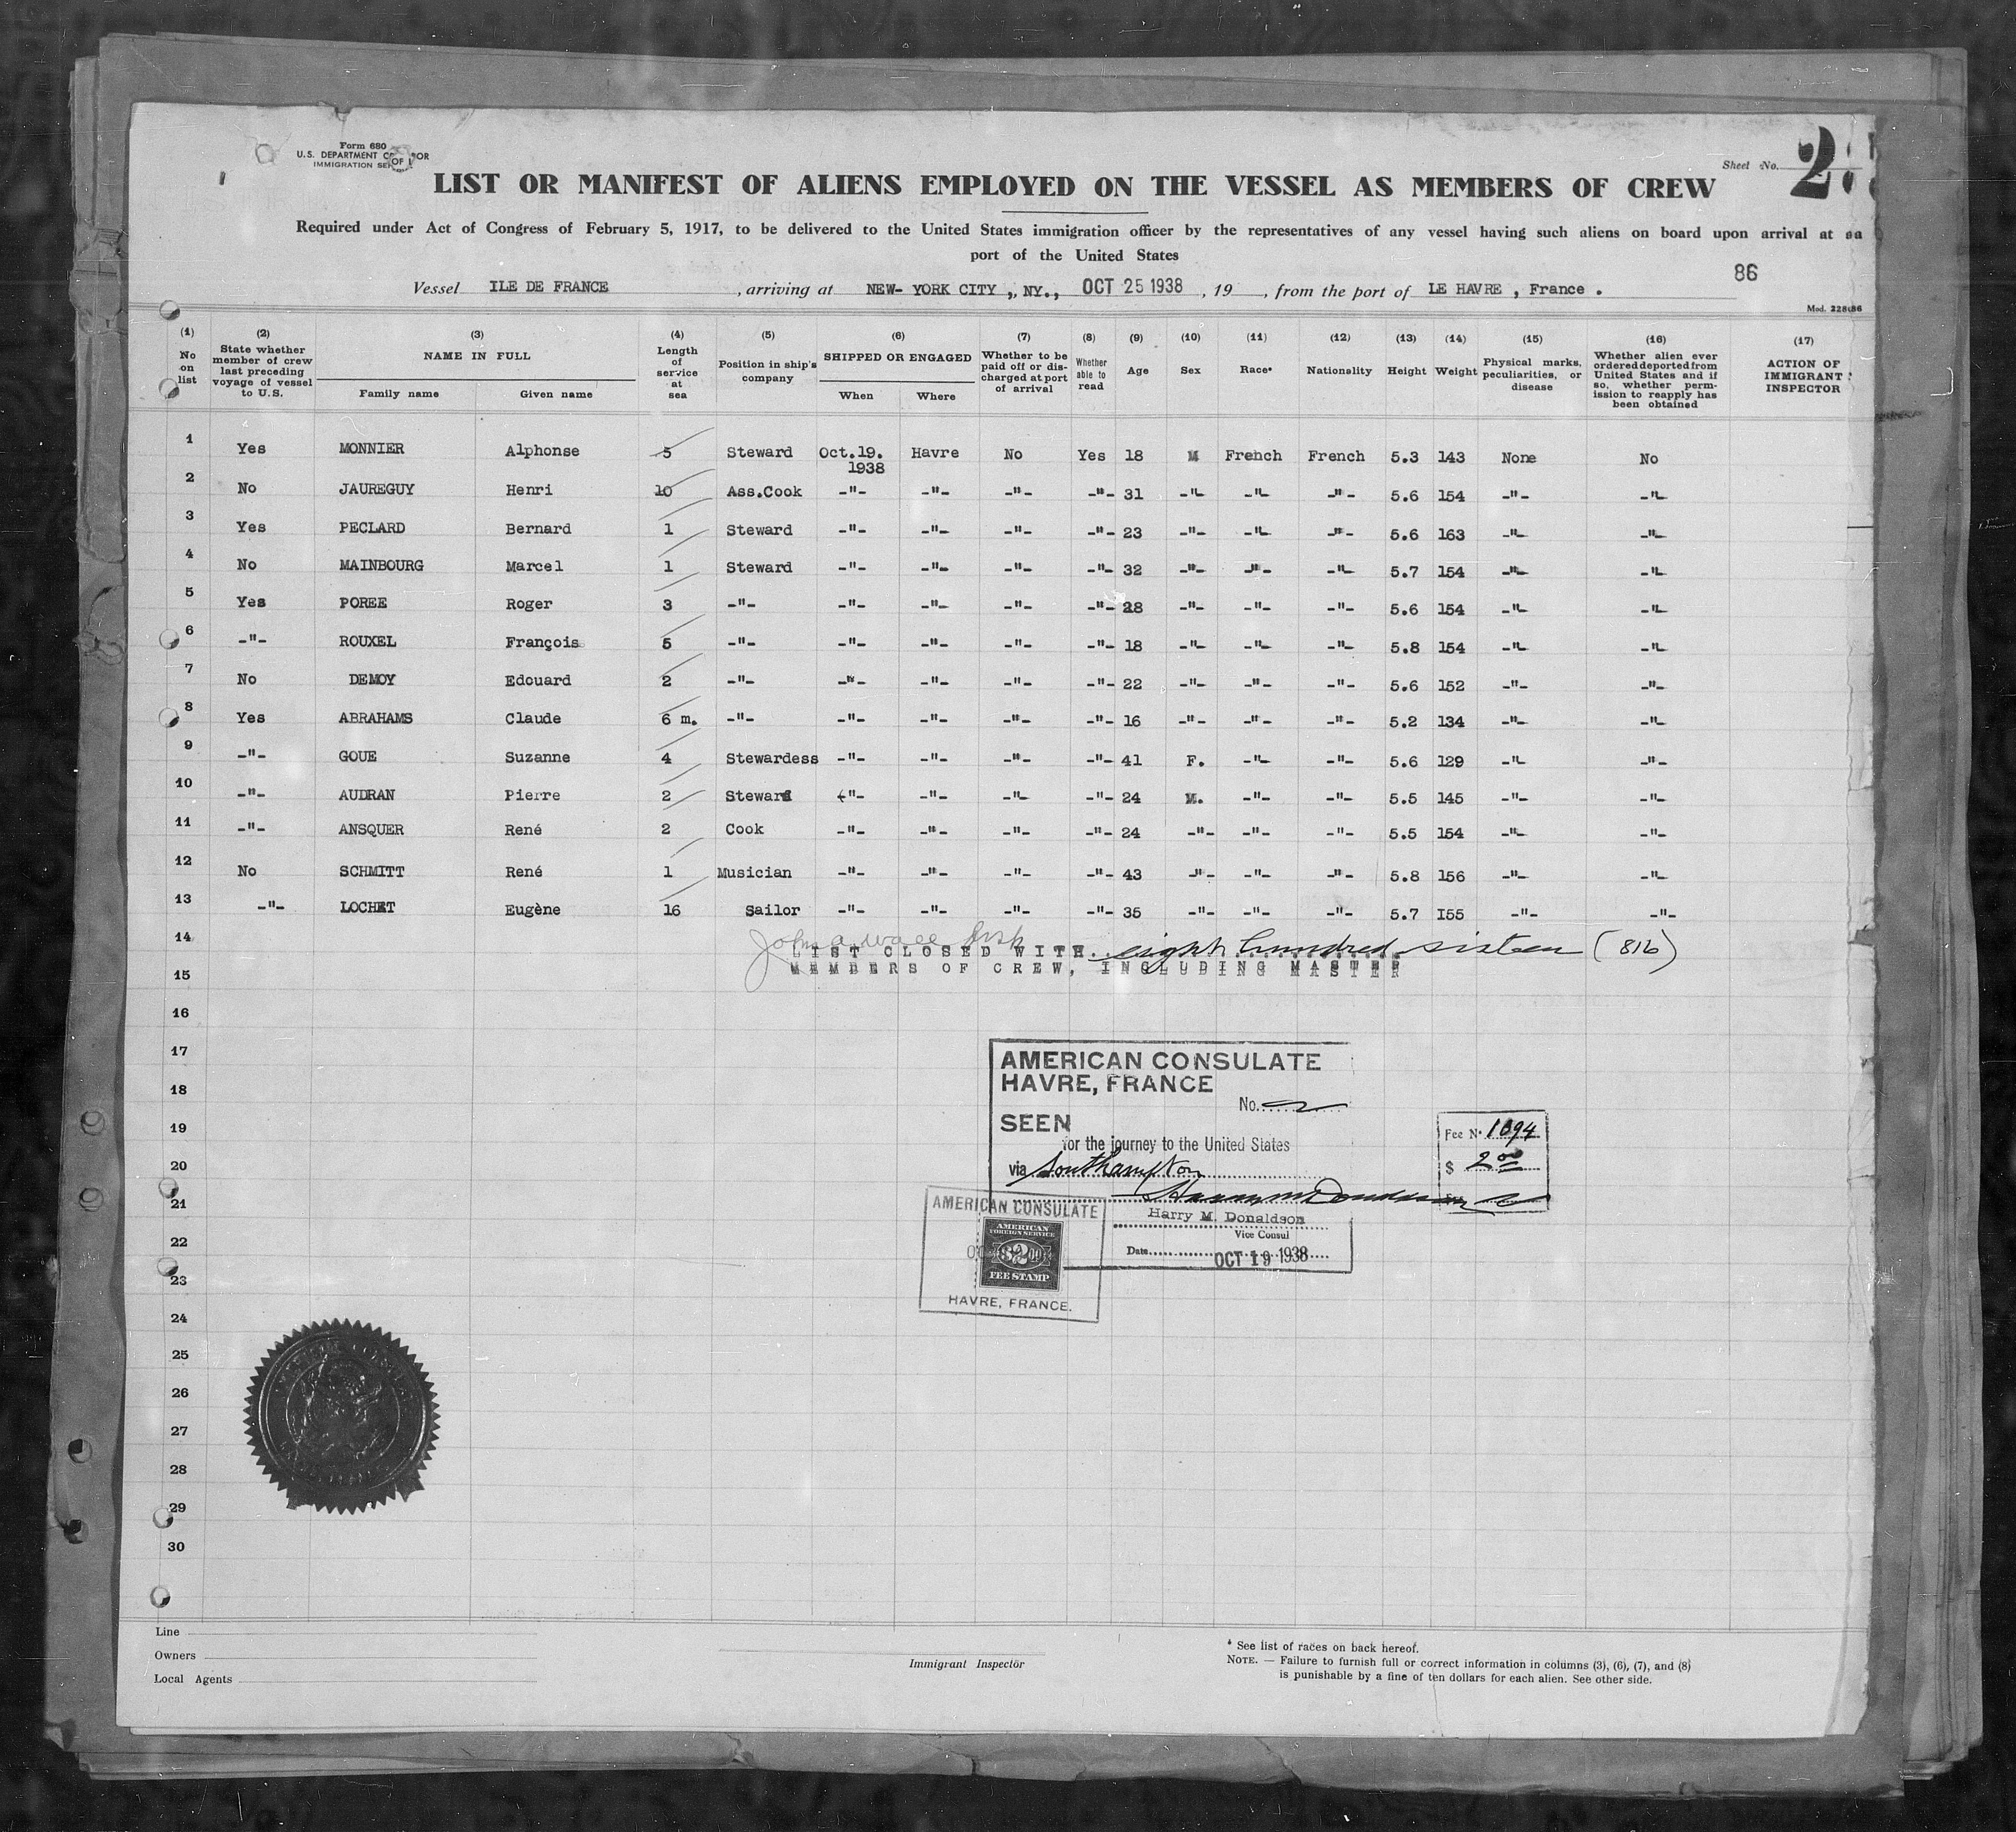 Form 680
U.S. DEPARTMENT OF LABOR
IMMIGRATION SER
Sheet No. 2
LIST OR MANIFEST OF ALIENS EMPLOYED ON THE VESSEL AS MEMBERS OF CREW
Required under Act of Congress of February 5, 1917, to be delivered to the United States immigration officer by the representatives of any vessel having such aliens on board upon arrival at a
port of the United States
86
Vessel ILE DE FRANCE , arriving at NEW- YORK CITY ,, NY., OCT 25 1938 , 19 , from the port of LE HAVRE , France .
Mod. 228686
(1) No on list (2) State whether member of crew last preceding voyage of vessel to U.S. (3) NAME IN FULL Family name Given name (4) Length of service at sea (5) Position in ship's company (6) SHIPPED OR ENGAGED When Where (7) Whether to be paid off or discharged at port of arrival (8) Whether able to read (9) Age (10) Sex (11) Race* (12) Nationality (13) Height (14) Weight (15) Physical marks, peculiarities, or disease (16) Whether alien ever ordered deported from United States and if so, whether permission to reapply has been obtained (17) ACTION OF IMMIGRANT INSPECTOR
1 Yes MONNIER Alphonse 5 Steward Oct.19. 1938 Havre No Yes 18 M French French 5.3 143 None No
2 No JAUREGUY Henri 10 Ass.Cook -"- -"- -"- -"- 31 -"- -"- -"- 5.6 154 -"- -"-
3 Yes PECLARD Bernard 1 Steward -"- -"- -"- -"- 23 -"- -"- -"- 5.6 163 -"- -"-
4 No MAINBOURG Marcel 1 Steward -"- -"- -"- -"- 32 -"- -"- -"- 5.7 154 -"- -"-
5 Yes POREE Roger 3 -"- -"- -"- -"- -"- 28 -"- -"- -"- 5.6 154 -"- -"-
6 -"- ROUXEL François 5 -"- -"- -"- -"- -"- 18 -"- -"- -"- 5.8 154 -"- -"-
7 No DEMOY Edouard 2 -"- -"- -"- -"- -"- 22 -"- -"- -"- 5.6 152 -"- -"-
8 Yes ABRAHAMS Claude 6 m. -"- -"- -"- -"- -"- 16 -"- -"- -"- 5.2 134 -"- -"-
9 -"- GOUE Suzanne 4 Stewardess -"- -"- -"- -"- 41 F. -"- -"- 5.6 129 -"- -"-
10 -"- AUDRAN Pierre 2 Steward -"- -"- -"- -"- 24 M. -"- -"- 5.5 145 -"- -"-
11 -"- ANSQUER René 2 Cook -"- -"- -"- -"- 24 -"- -"- -"- 5.5 154 -"- -"-
12 No SCHMITT René 1 Musician -"- -"- -"- -"- 43 -"- -"- -"- 5.8 156 -"- -"-
13 -"- LOCHET Eugène 16 Sailor -"- -"- -"- -"- 35 -"- -"- -"- 5.7 I55 -"- -"-
14
LIST CLOSED WITH eight hundred sixteen (816)
15
MEMBERS OF CREW, INCLUDING MASTER
16
17
AMERICAN CONSULATE
HAVRE, FRANCE
18
No.
19
SEEN
for the journey to the United States
Fee No 1894
20
via Southampton
$ 2 00
21
AMERICAN CONSULATE
Harry M. Donaldson
Vice Consul
22
AMERICAN
FOREIGN SERVICE
$2
FEE STAMP
Date OCT 19 1938
HAVRE, FRANCE.
23
24
25
26
27
28
29
30
Line
Owners
Local Agents
Immigrant Inspector
* See list of races on back hereof.
NOTE. — Failure to furnish full or correct information in columns (3), (6), (7), and (8)
is punishable by a fine of ten dollars for each alien. See other side.